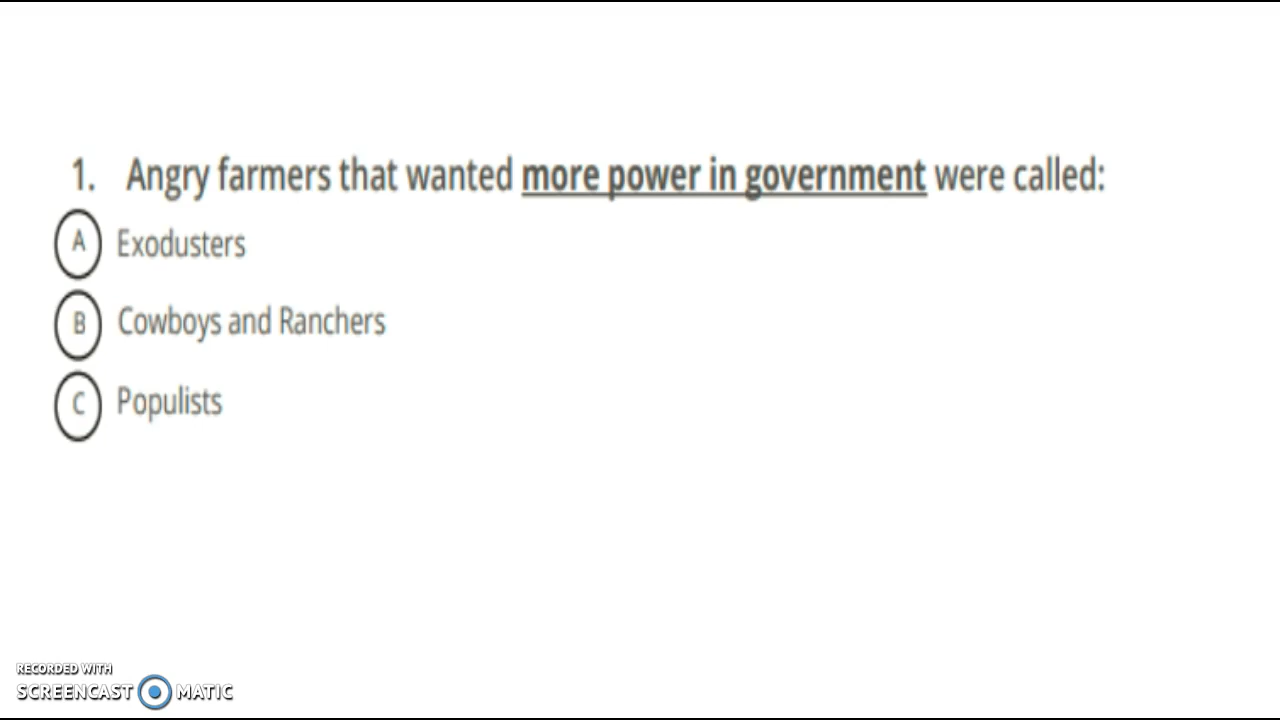 1. Angry farmers that wanted more power in government were called:
A Exodusters
B Cowboys and Ranchers
C Populists
RECORDED WITH
SCREENCAST MATIC